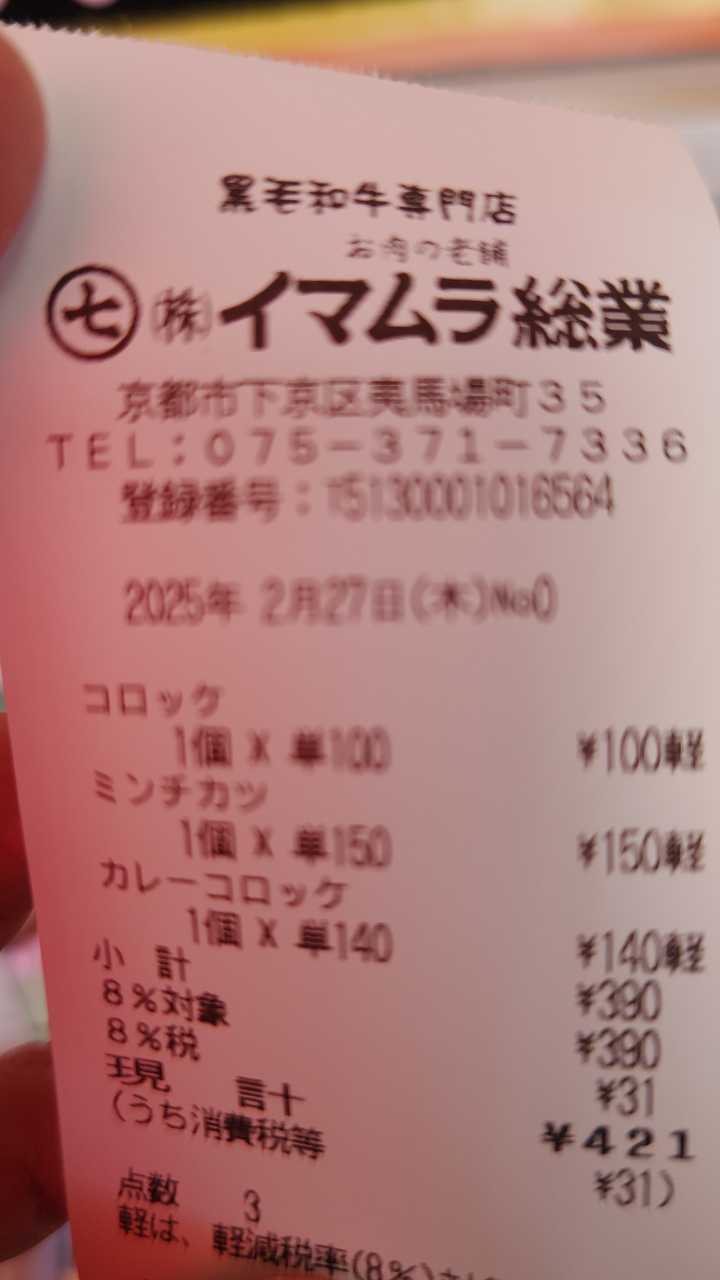 黒毛和牛専門店
お肉の老舗
七 ㈱イマムラ総業
京都市下京区夷馬場町35
TEL:075-371-7336
登録番号:T5130001016564
2025年 2月27日(木)No0
コロッケ
1個 X 単100 ¥100軽
ミンチカツ
1個 X 単150 ¥150軽
カレーコロッケ
1個 X 単140 ¥140軽
小 計 ¥390
8%対象 ¥390
8%税 ¥31
現 計 ¥421
(うち消費税等 ¥31)
点数 3
軽は、軽減税率(8%)